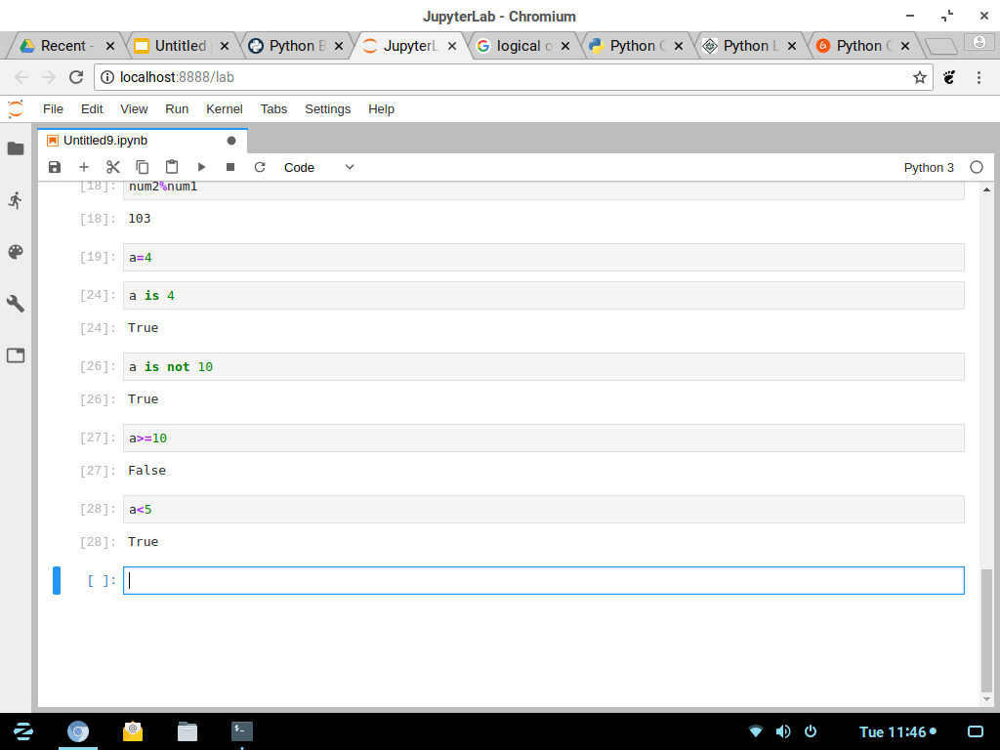 JupyterLab - Chromium
Recent -
Untitled
Python B
JupyterL
logical o
Python C
Python L
Python C
localhost:8888/lab
File Edit View Run Kernel Tabs Settings Help
Untitled9.ipynb
Code
Python 3
[18]: num2%num1
[18]: 103
[19]: a=4
[24]: a is 4
[24]: True
[26]: a is not 10
[26]: True
[27]: a>=10
[27]: False
[28]: a<5
[28]: True
[ ]:
Tue 11:46